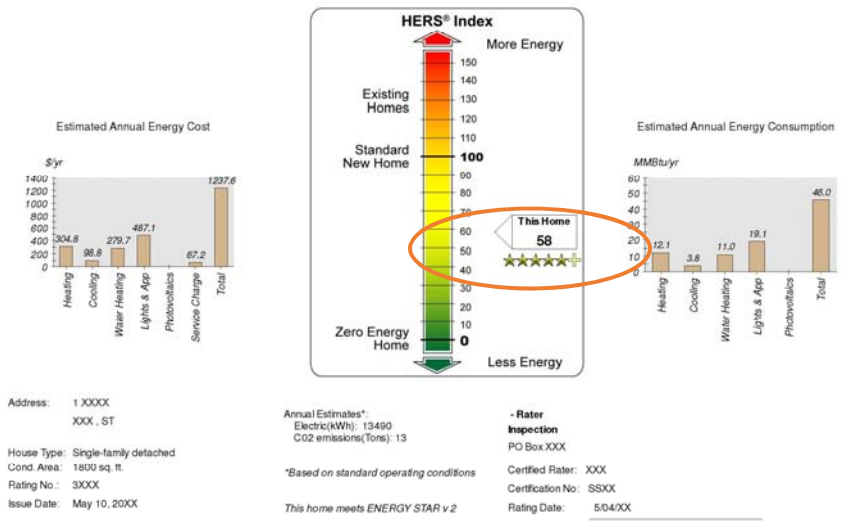 HERS® Index
More Energy
150
140
130
120
110
100
90
80
70
60
50
40
30
20
10
0
Existing
Homes
Standard
New Home
Zero Energy
Home
Less Energy
This Home
58
Estimated Annual Energy Cost
$/yr
1400
1200
1000
800
600
400
200
0
304.8
98.8
279.7
487.1
67.2
1237.6
Heating
Cooling
Water Heating
Lights & App
Photovoltaics
Service Charge
Total
Estimated Annual Energy Consumption
MMBtu/yr
60
50
40
30
20
10
0
12.1
3.8
11.0
19.1
46.0
Heating
Cooling
Water Heating
Lights & App
Photovoltaics
Total
Address: 1 XXXX
XXX , ST
House Type: Single-family detached
Cond. Area: 1800 sq. ft.
Rating No.: 3XXX
Issue Date: May 10, 20XX
Annual Estimates*:
Electric(kWh): 13490
C02 emissions(Tons): 13
*Based on standard operating conditions
This home meets ENERGY STAR v 2
- Rater
Inspection
PO Box XXX
Certified Rater: XXX
Certification No: SSXX
Rating Date: 5/04/XX